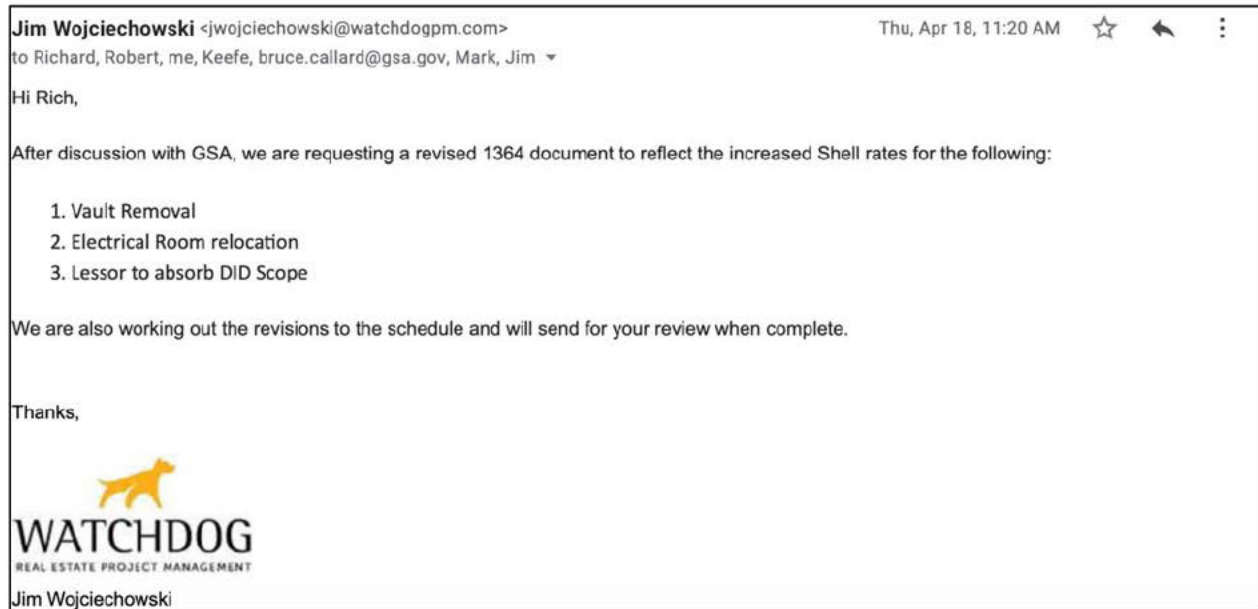 Jim Wojciechowski <jwojciechowski@watchdogpm.com> Thu, Apr 18, 11:20 AM
to Richard, Robert, me, Keefe, bruce.callard@gsa.gov, Mark, Jim
Hi Rich,
After discussion with GSA, we are requesting a revised 1364 document to reflect the increased Shell rates for the following:
1. Vault Removal
2. Electrical Room relocation
3. Lessor to absorb DID Scope
We are also working out the revisions to the schedule and will send for your review when complete.
Thanks,
WATCHDOG
REAL ESTATE PROJECT MANAGEMENT
Jim Wojciechowski